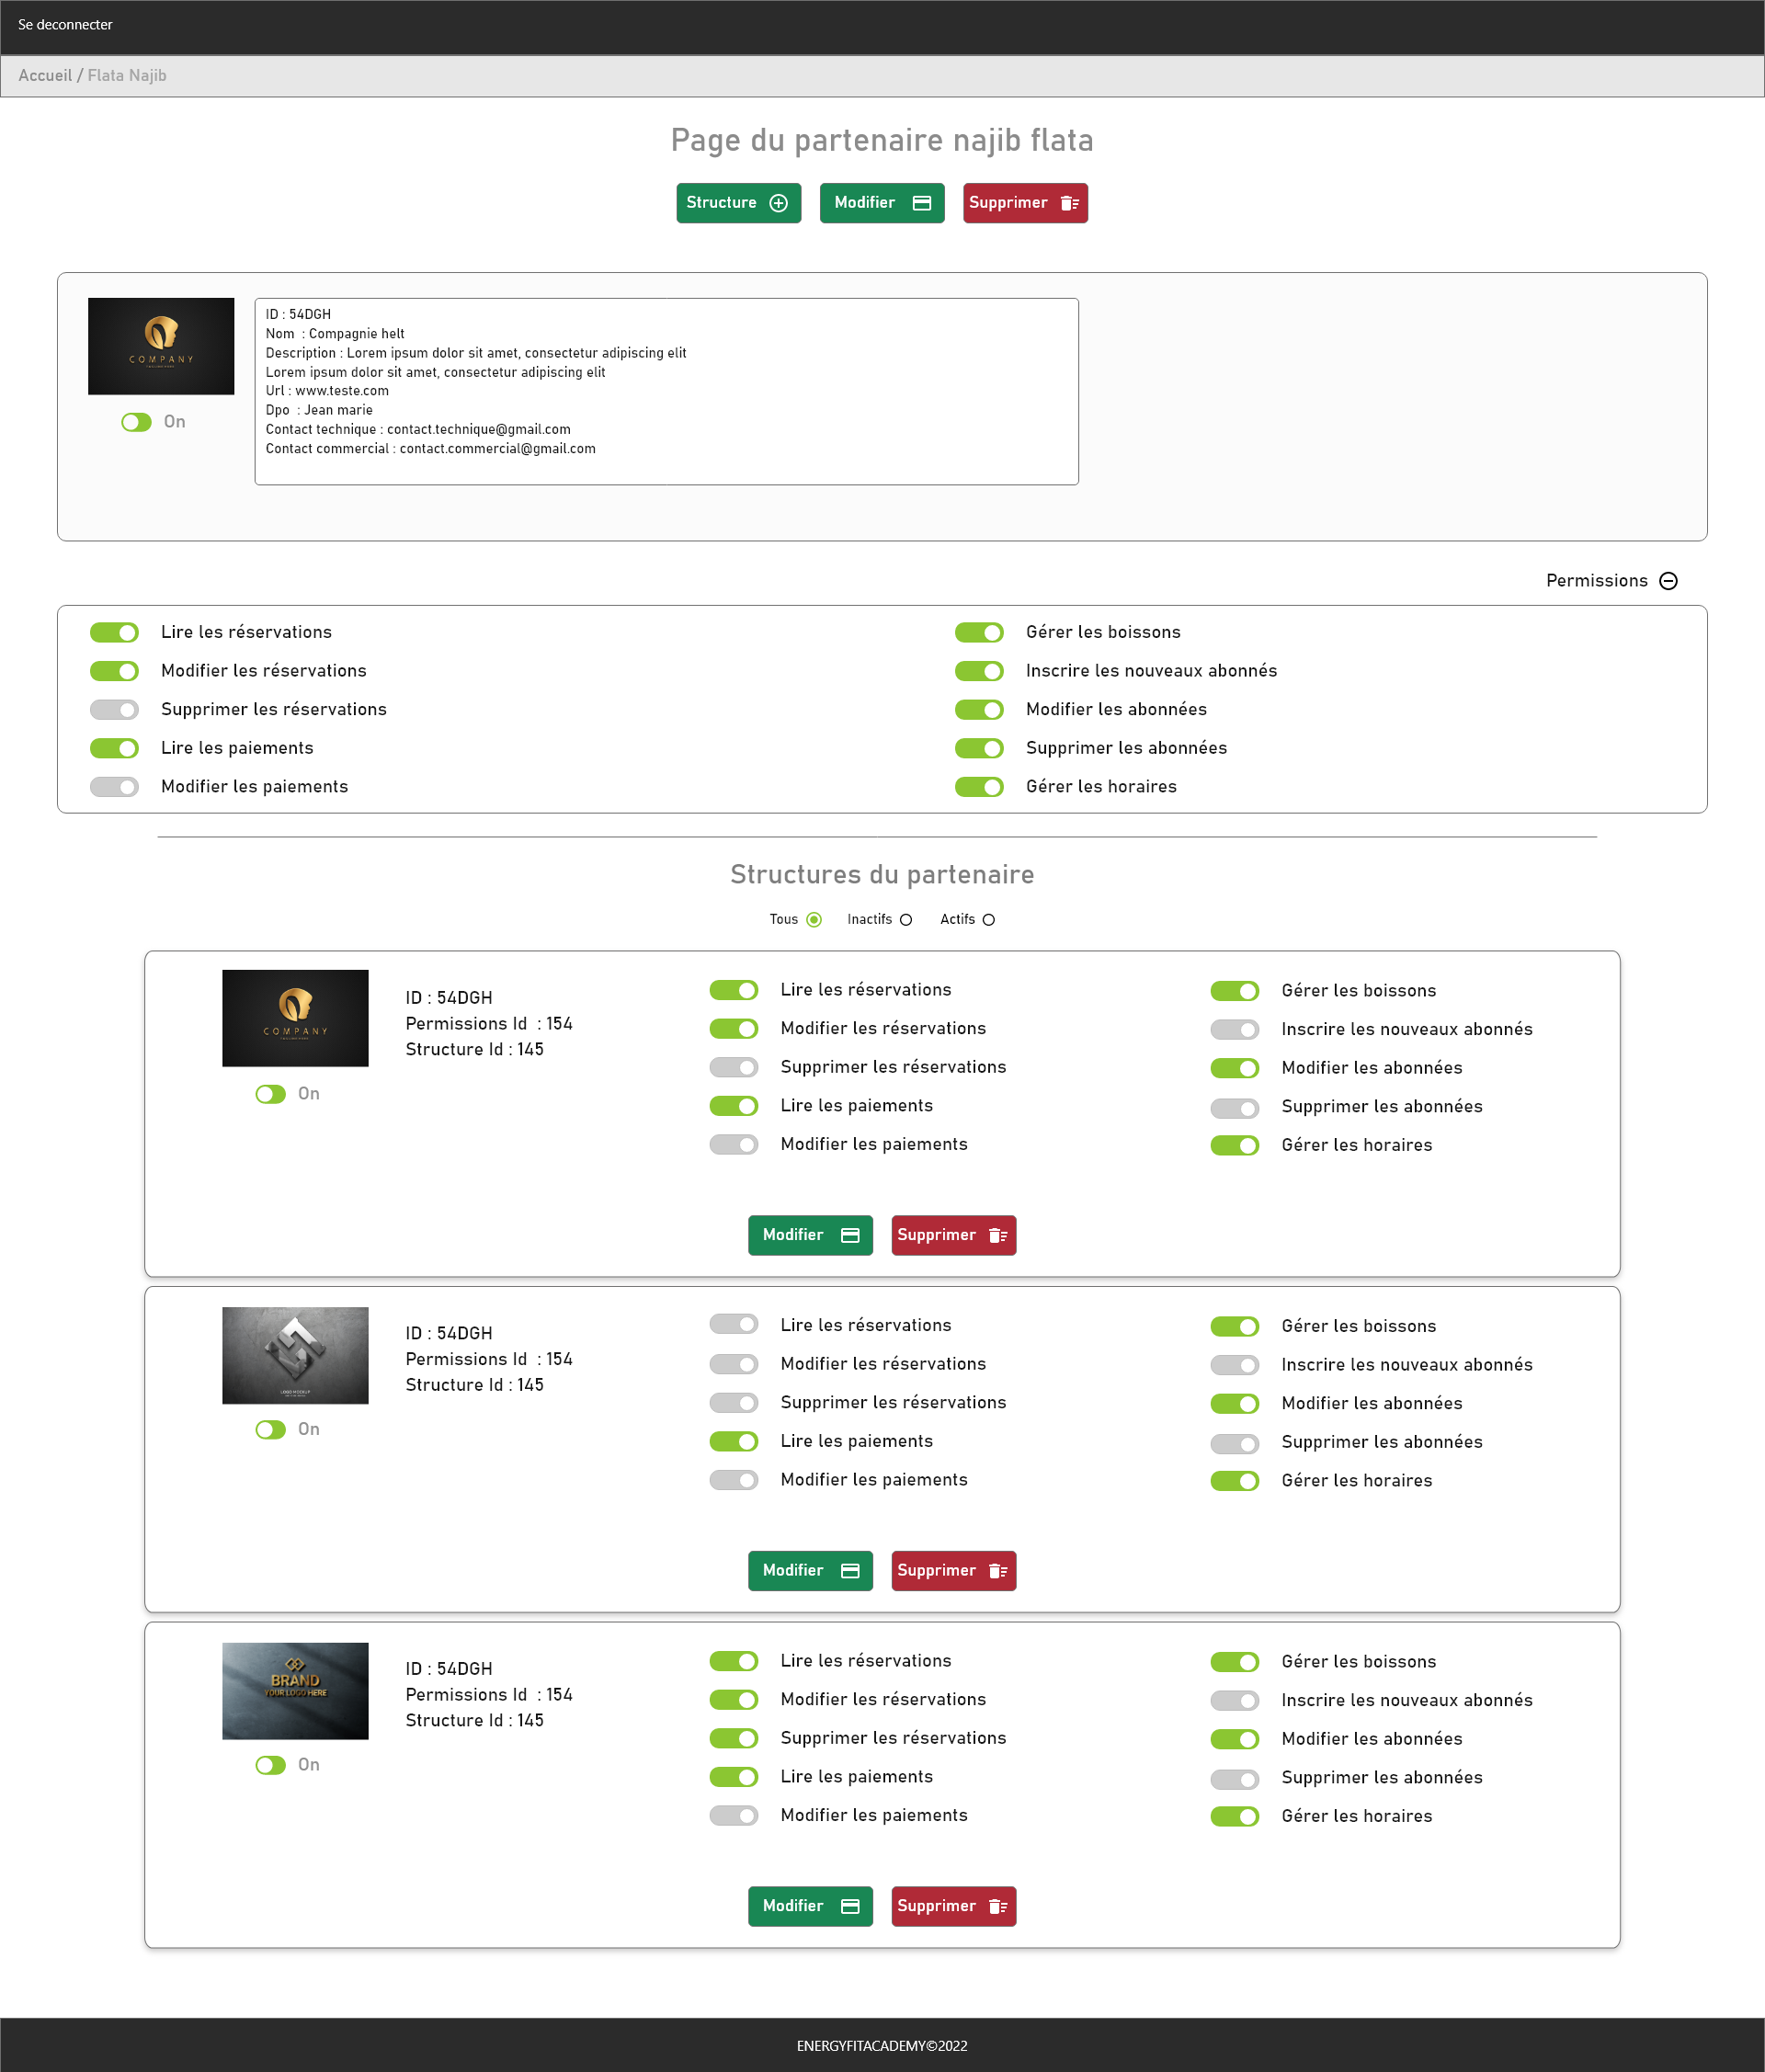 Se deconnecter
Accueil / Flata Najib
Page du partenaire najib flata
Structure
Modifier
Supprimer
COMPANY
On
ID : 54DGH
Nom : Compagnie helt
Description : Lorem ipsum dolor sit amet, consectetur adipiscing elit
Lorem ipsum dolor sit amet, consectetur adipiscing elit
Url : www.teste.com
Dpo : Jean marie
Contact technique : contact.technique@gmail.com
Contact commercial : contact.commercial@gmail.com
Permissions
Lire les réservations
Modifier les réservations
Supprimer les réservations
Lire les paiements
Modifier les paiements
Gérer les boissons
Inscrire les nouveaux abonnés
Modifier les abonnées
Supprimer les abonnées
Gérer les horaires
Structures du partenaire
Tous
Inactifs
Actifs
COMPANY
On
ID : 54DGH
Permissions Id : 154
Structure Id : 145
Lire les réservations
Modifier les réservations
Supprimer les réservations
Lire les paiements
Modifier les paiements
Gérer les boissons
Inscrire les nouveaux abonnés
Modifier les abonnées
Supprimer les abonnées
Gérer les horaires
Modifier
Supprimer
LOGO MOCKUP
On
ID : 54DGH
Permissions Id : 154
Structure Id : 145
Lire les réservations
Modifier les réservations
Supprimer les réservations
Lire les paiements
Modifier les paiements
Gérer les boissons
Inscrire les nouveaux abonnés
Modifier les abonnées
Supprimer les abonnées
Gérer les horaires
Modifier
Supprimer
BRAND
YOUR LOGO HERE
On
ID : 54DGH
Permissions Id : 154
Structure Id : 145
Lire les réservations
Modifier les réservations
Supprimer les réservations
Lire les paiements
Modifier les paiements
Gérer les boissons
Inscrire les nouveaux abonnés
Modifier les abonnées
Supprimer les abonnées
Gérer les horaires
Modifier
Supprimer
ENERGYFITACADEMY©2022